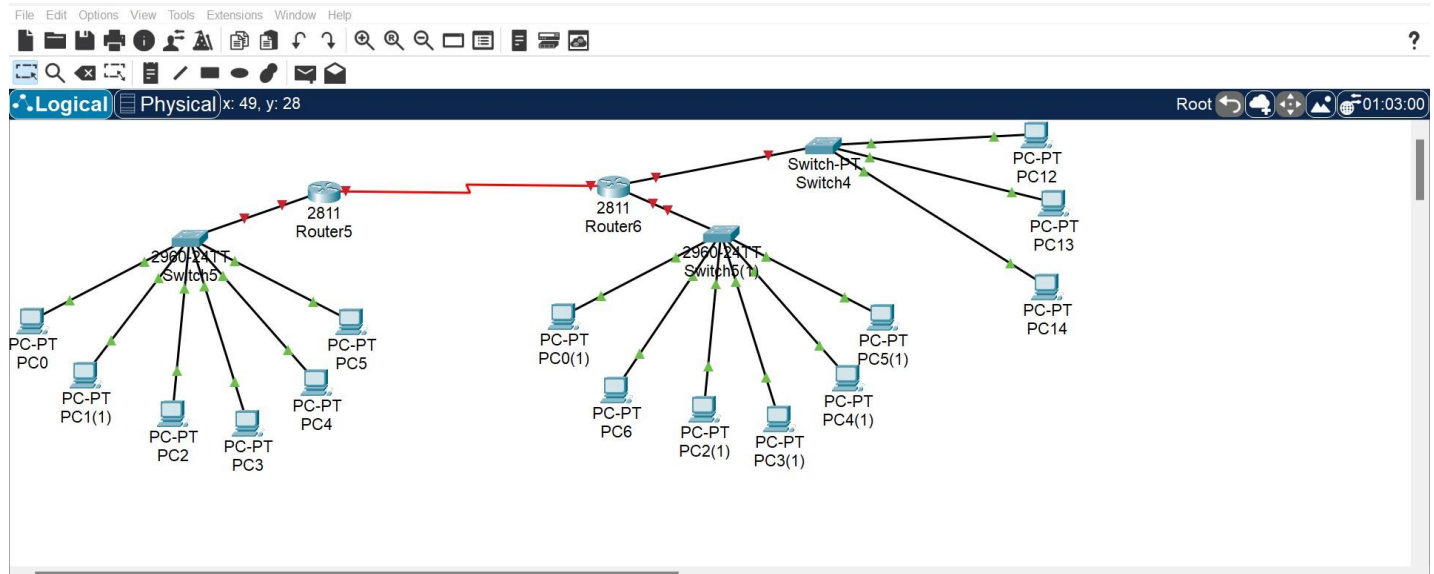 File Edit Options View Tools Extensions Window Help
?
Logical Physical x: 49, y: 28 Root 01:03:00
PC-PT
PC12
Switch-PT
Switch4
2811
Router5
2811
Router6
PC-PT
PC13
2960-24TT
Switch5
2960-24TT
Switch5(1)
PC-PT
PC14
PC-PT
PC0
PC-PT
PC5
PC-PT
PC0(1)
PC-PT
PC5(1)
PC-PT
PC1(1)
PC-PT
PC4
PC-PT
PC4(1)
PC-PT
PC6
PC-PT
PC2
PC-PT
PC3
PC-PT
PC2(1)
PC-PT
PC3(1)